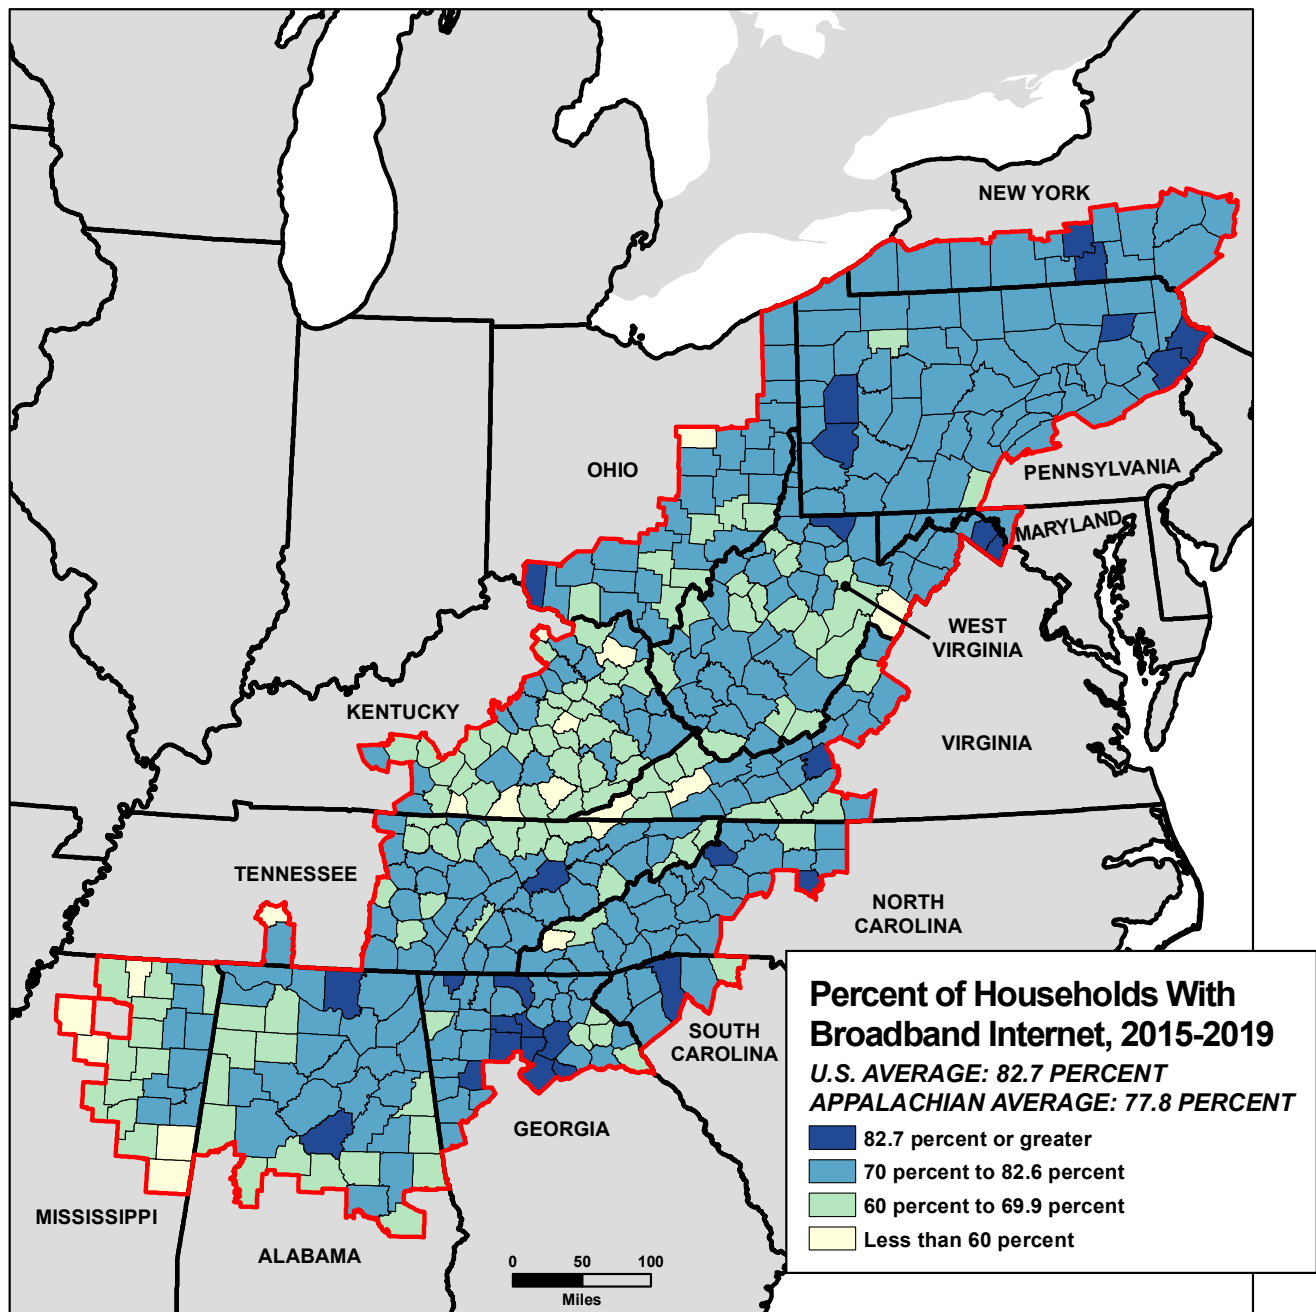 NEW YORK
OHIO
PENNSYLVANIA
MARYLAND
WEST
VIRGINIA
KENTUCKY
VIRGINIA
TENNESSEE
NORTH
CAROLINA
SOUTH
CAROLINA
GEORGIA
MISSISSIPPI
ALABAMA
Percent of Households With
Broadband Internet, 2015-2019
U.S. AVERAGE: 82.7 PERCENT
APPALACHIAN AVERAGE: 77.8 PERCENT
82.7 percent or greater
70 percent to 82.6 percent
60 percent to 69.9 percent
Less than 60 percent
0 50 100
Miles